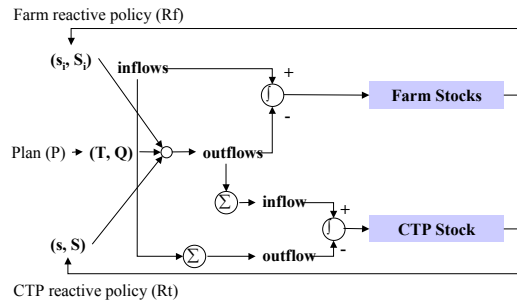 Farm reactive policy (Rf)
(si, Si)
inflows
+
∫
Farm Stocks
-
Plan (P)
(T, Q)
outflows
∑
inflow
+
∫
CTP Stock
(s, S)
-
∑
outflow
CTP reactive policy (Rt)